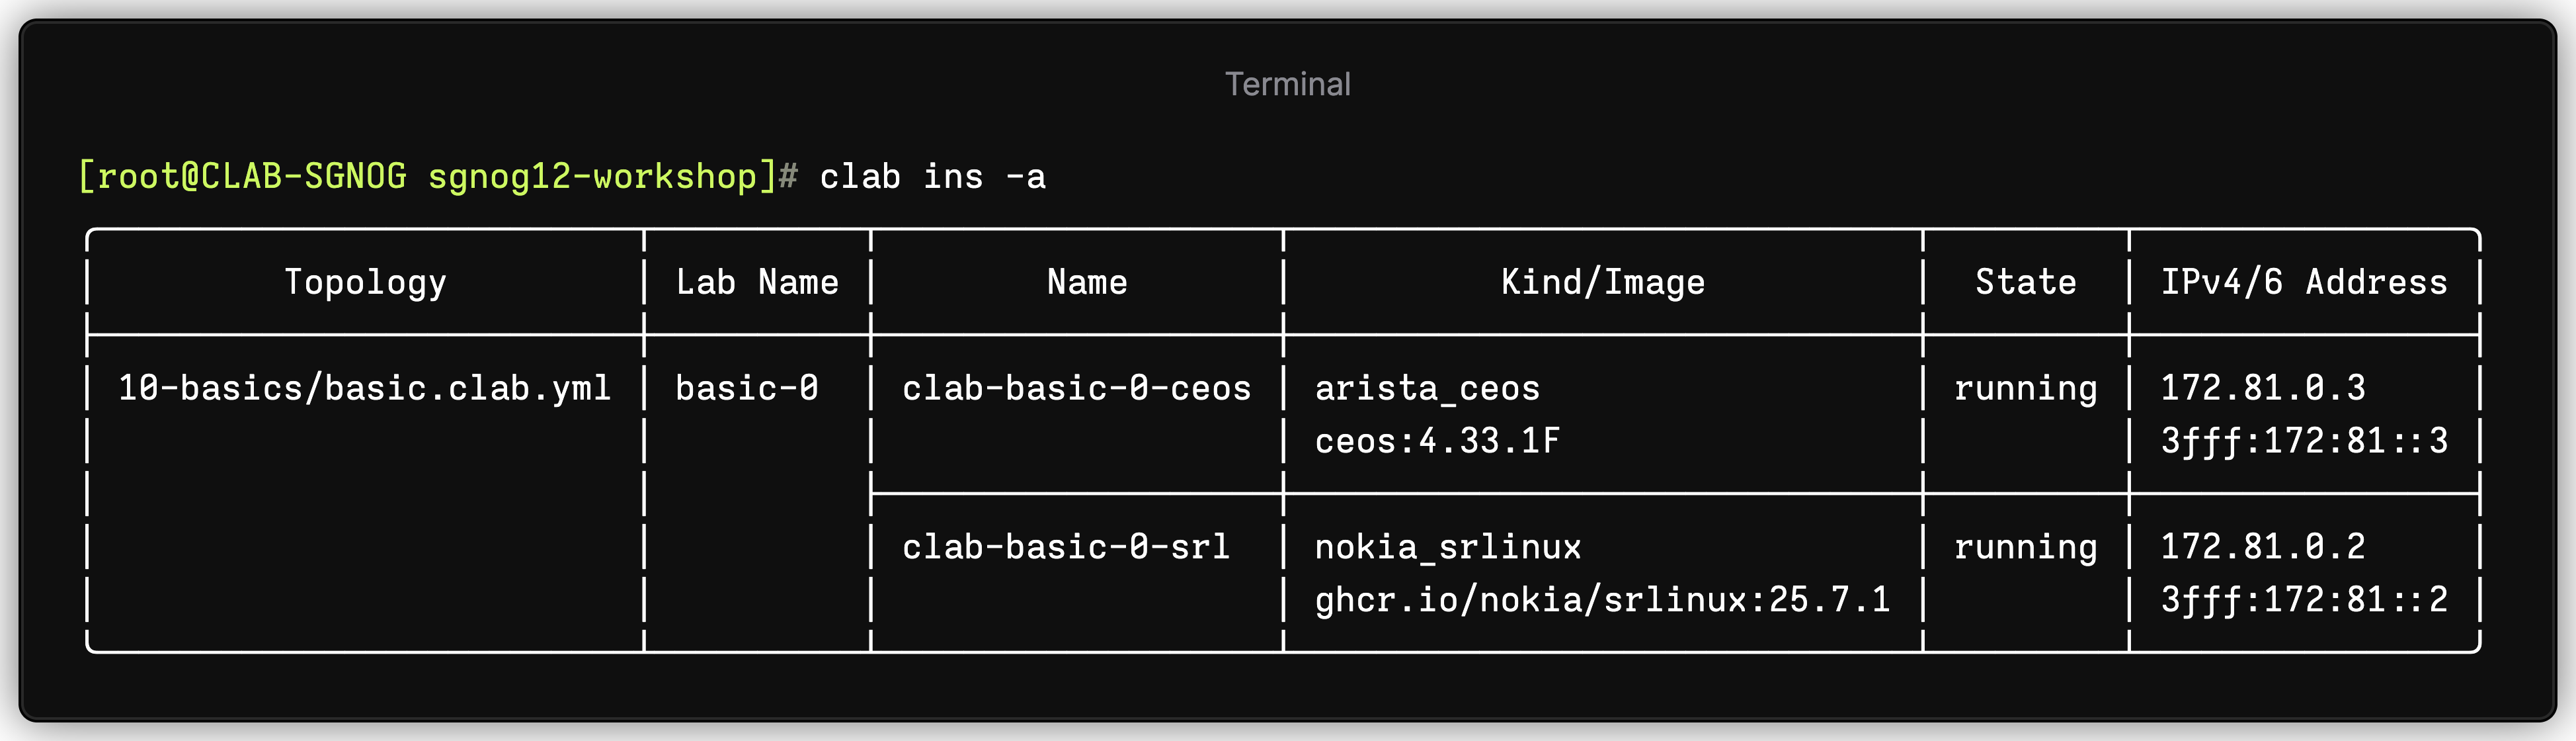 Terminal
[root@CLAB-SGNOG sgnog12-workshop]# clab ins -a
Topology Lab Name Name Kind/Image State IPv4/6 Address
10-basics/basic.clab.yml basic-0 clab-basic-0-ceos arista_ceos running 172.81.0.3
ceos:4.33.1F 3fff:172:81::3
clab-basic-0-srl nokia_srlinux running 172.81.0.2
ghcr.io/nokia/srlinux:25.7.1 3fff:172:81::2